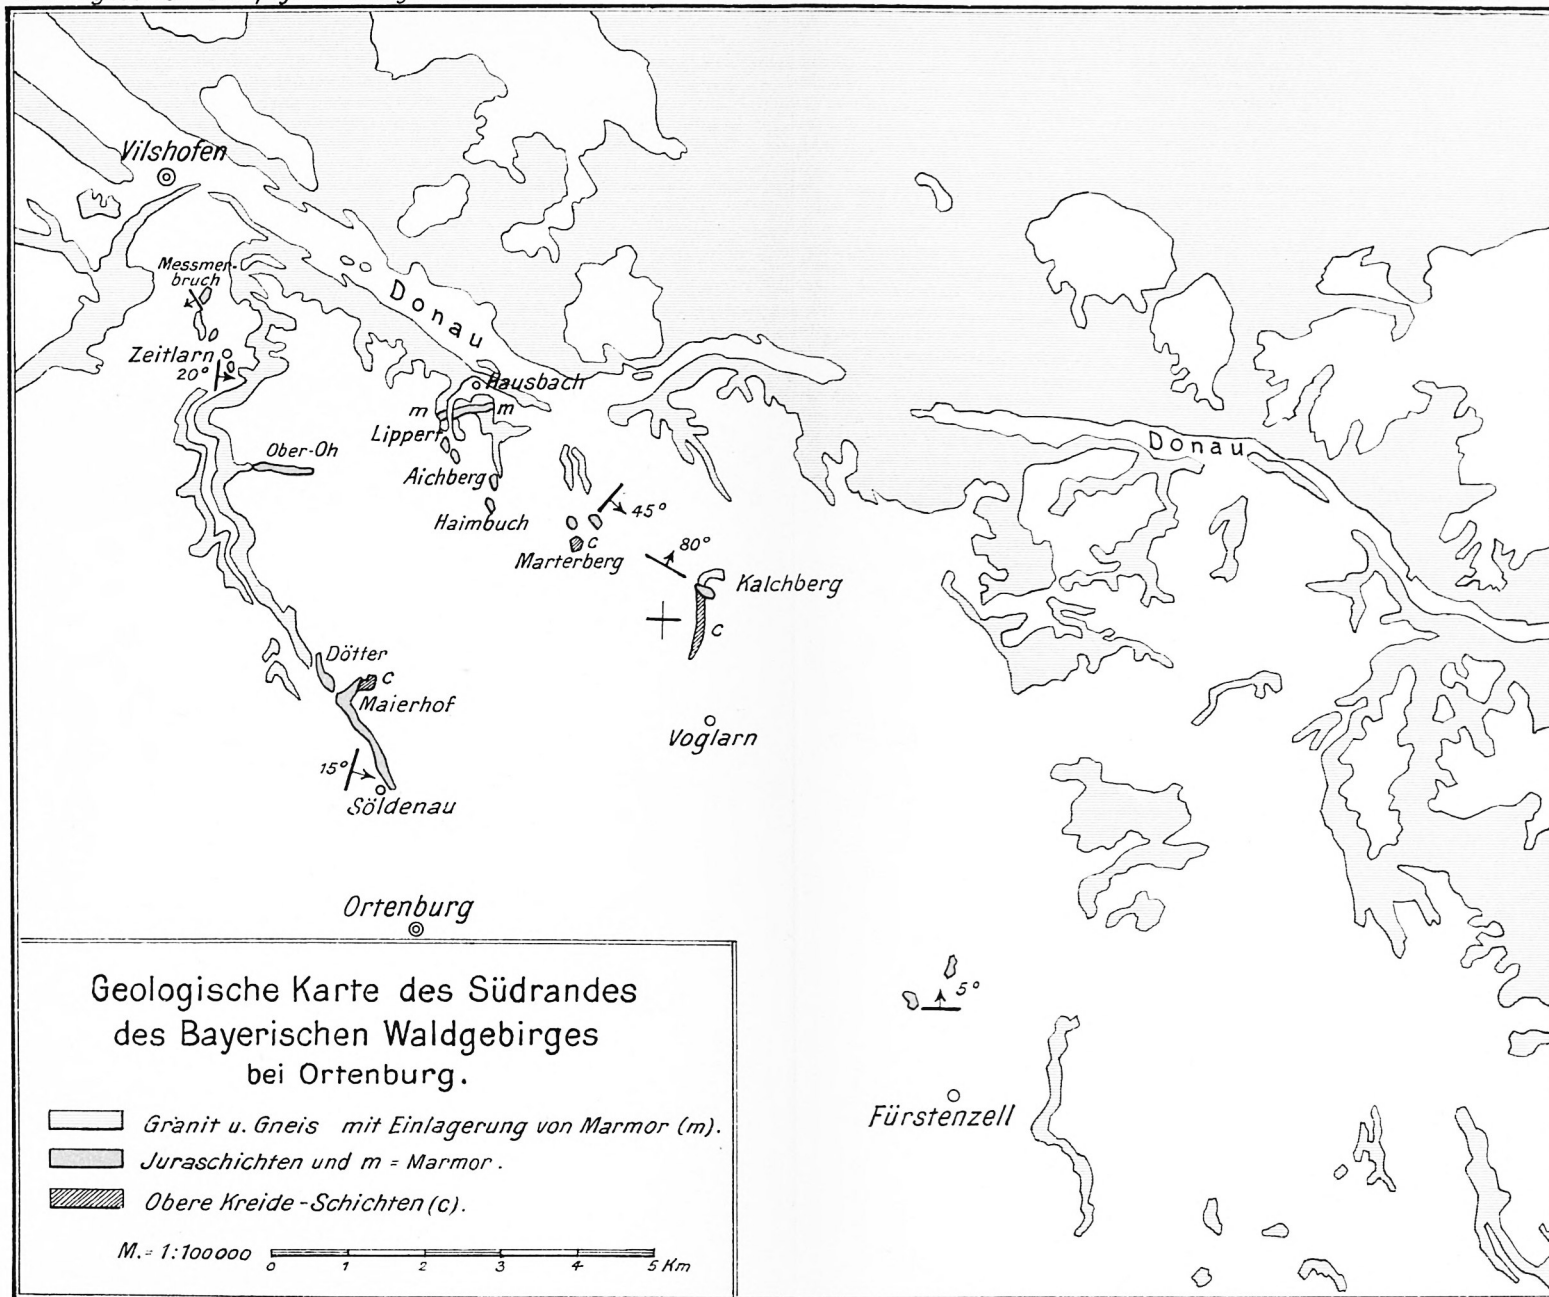 Vilshofen
Messmer-
bruch
Zeitlarn
20°
Donau
Hausbach
m
m
Lippert
Ober-Oh
Aichberg
Haimbuch
45°
c
Marterberg
80°
Kalchberg
c
Donau
Dötter
c
Maierhof
Voglarn
15°
Söldenau
Ortenburg
5°
Fürstenzell
Geologische Karte des Südrandes
des Bayerischen Waldgebirges
bei Ortenburg.
Granit u. Gneis mit Einlagerung von Marmor (m).
Juraschichten und m = Marmor.
Obere Kreide-Schichten (c).
M. = 1:100000
0 1 2 3 4 5 Km